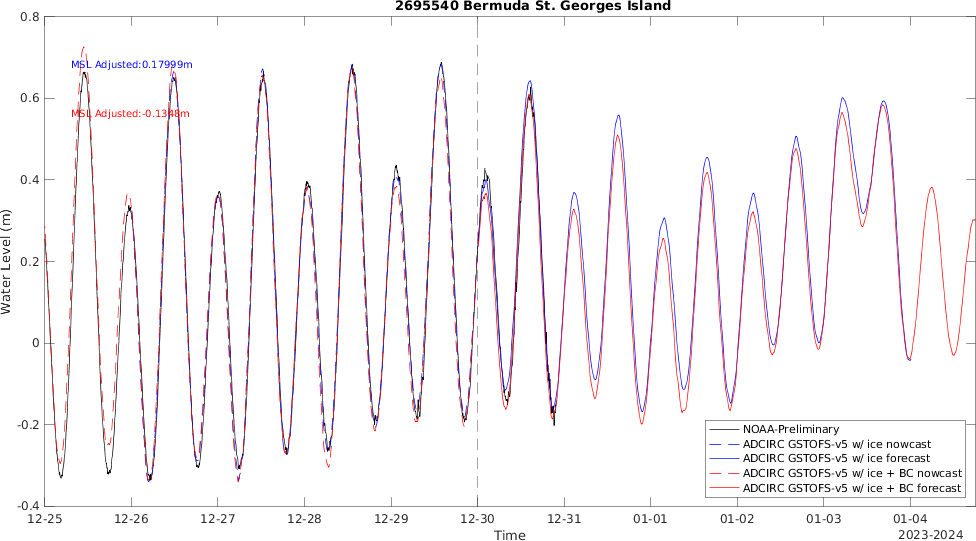 2695540 Bermuda St. Georges Island
0.8
MSL Adjusted:0.17999m
0.6
MSL Adjusted:-0.1348m
0.4
Water Level (m)
0.2
0
-0.2
NOAA-Preliminary
ADCIRC GSTOFS-v5 w/ ice nowcast
ADCIRC GSTOFS-v5 w/ ice forecast
ADCIRC GSTOFS-v5 w/ ice + BC nowcast
ADCIRC GSTOFS-v5 w/ ice + BC forecast
-0.4
12-25 12-26 12-27 12-28 12-29 12-30 12-31 01-01 01-02 01-03 01-04
Time
2023-2024